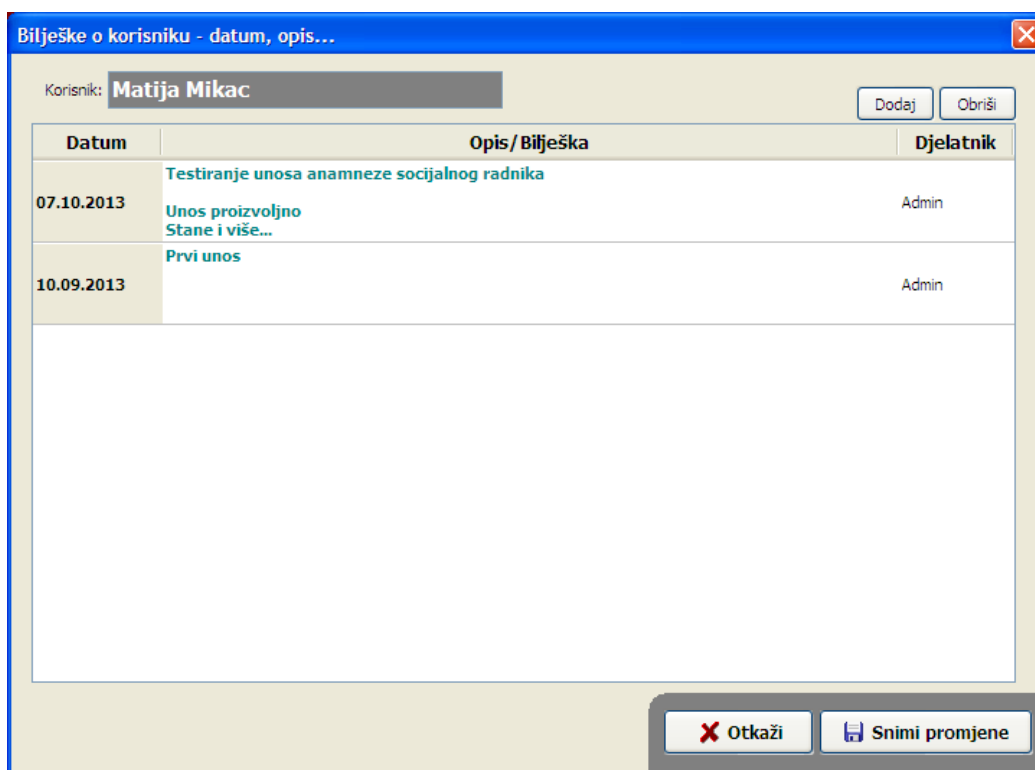 Bilješke o korisniku - datum, opis...
Korisnik: Matija Mikac
Dodaj Obriši
Datum Opis/Bilješka Djelatnik
Testiranje unosa anamneze socijalnog radnika
07.10.2013 Admin
Unos proizvoljno
Stane i više...
Prvi unos
10.09.2013 Admin
Otkaži Snimi promjene